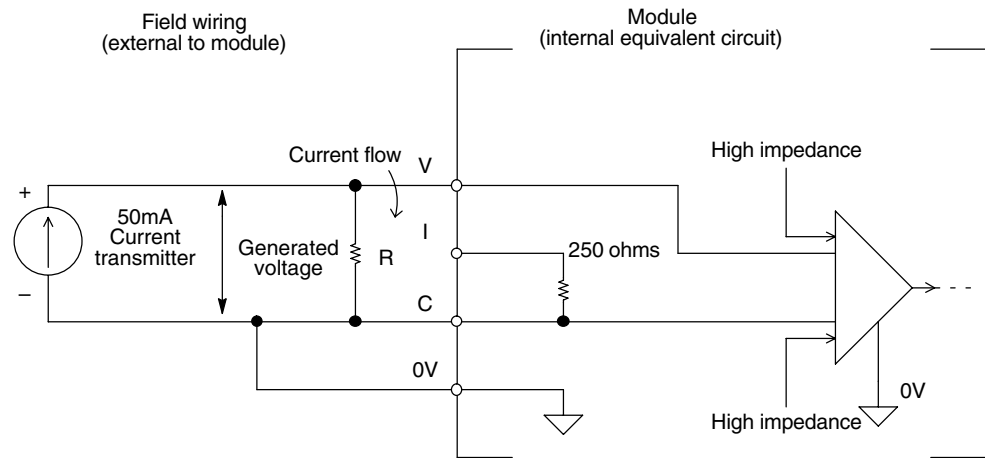 Field wiring
(external to module)
Module
(internal equivalent circuit)
Current flow
V
High impedance
+
50mA
Current
transmitter
–
Generated
voltage
R
I
250 ohms
C
0V
0V
High impedance